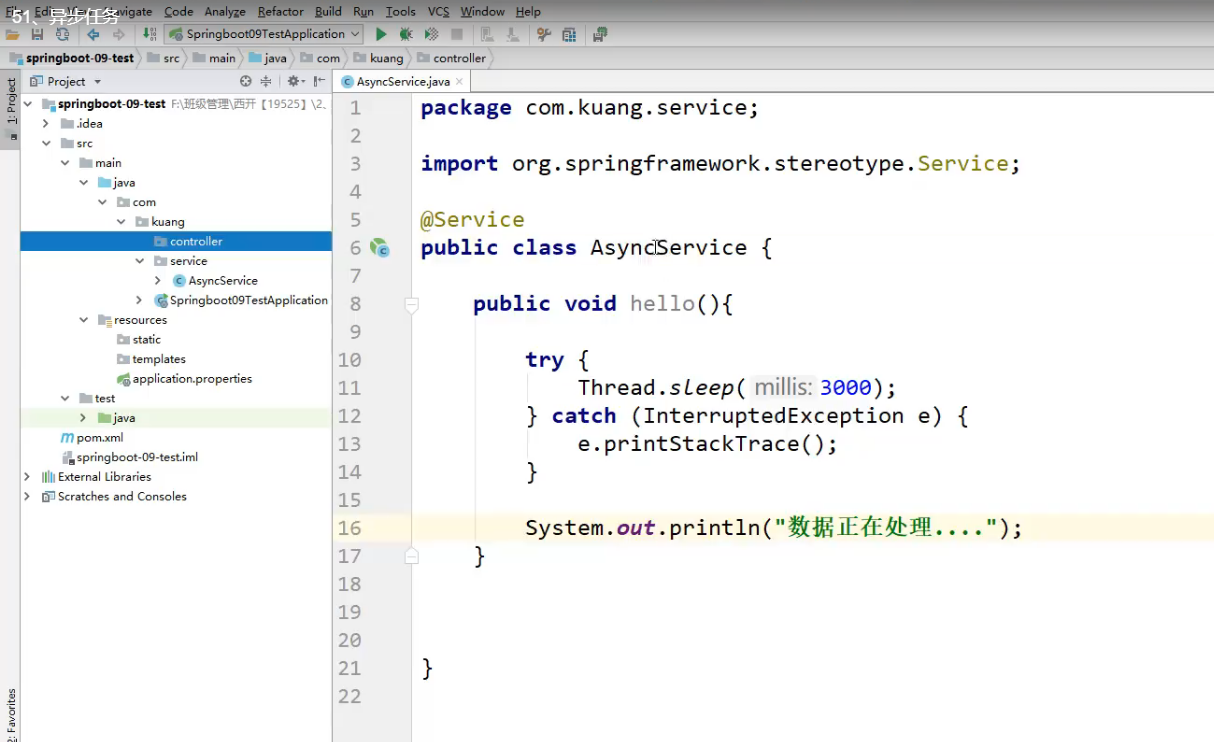 51、异步任务
File Edit View Navigate Code Analyze Refactor Build Run Tools VCS Window Help
Springboot09TestApplication
springboot-09-test src main java com kuang controller
1: Project
Project
AsyncService.java
springboot-09-test F:\班级管理\西开【19525】\2、
.idea
src
main
java
com
kuang
controller
service
AsyncService
Springboot09TestApplication
resources
static
templates
application.properties
test
java
pom.xml
springboot-09-test.iml
External Libraries
Scratches and Consoles
2: Favorites
1 package com.kuang.service;
2
3 import org.springframework.stereotype.Service;
4
5 @Service
6 public class AsyncService {
7
8 public void hello(){
9
10 try {
11 Thread.sleep( millis: 3000);
12 } catch (InterruptedException e) {
13 e.printStackTrace();
14 }
15
16 System.out.println("数据正在处理....");
17 }
18
19
20
21 }
22